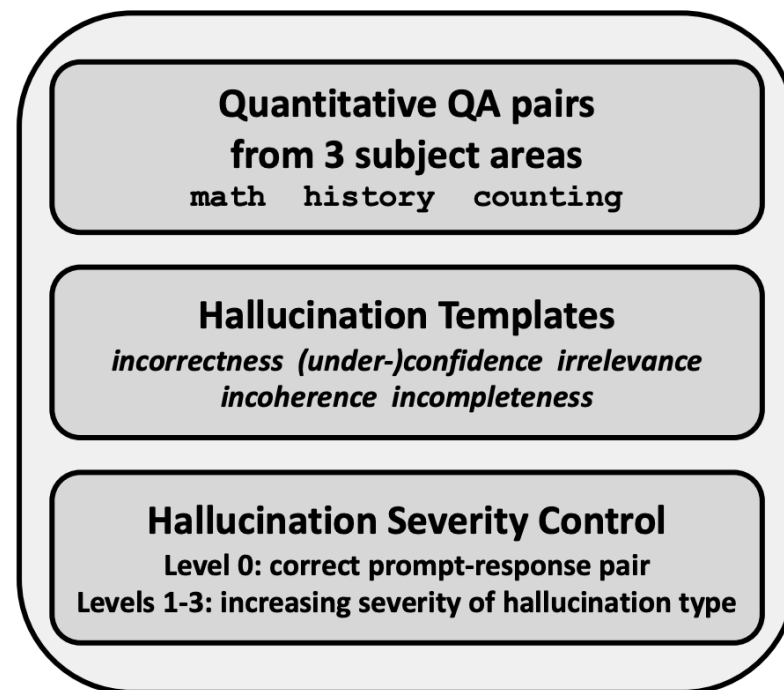 Quantitative QA pairs
from 3 subject areas
math history counting
Hallucination Templates
incorrectness (under-)confidence irrelevance
incoherence incompleteness
Hallucination Severity Control
Level 0: correct prompt-response pair
Levels 1-3: increasing severity of hallucination type